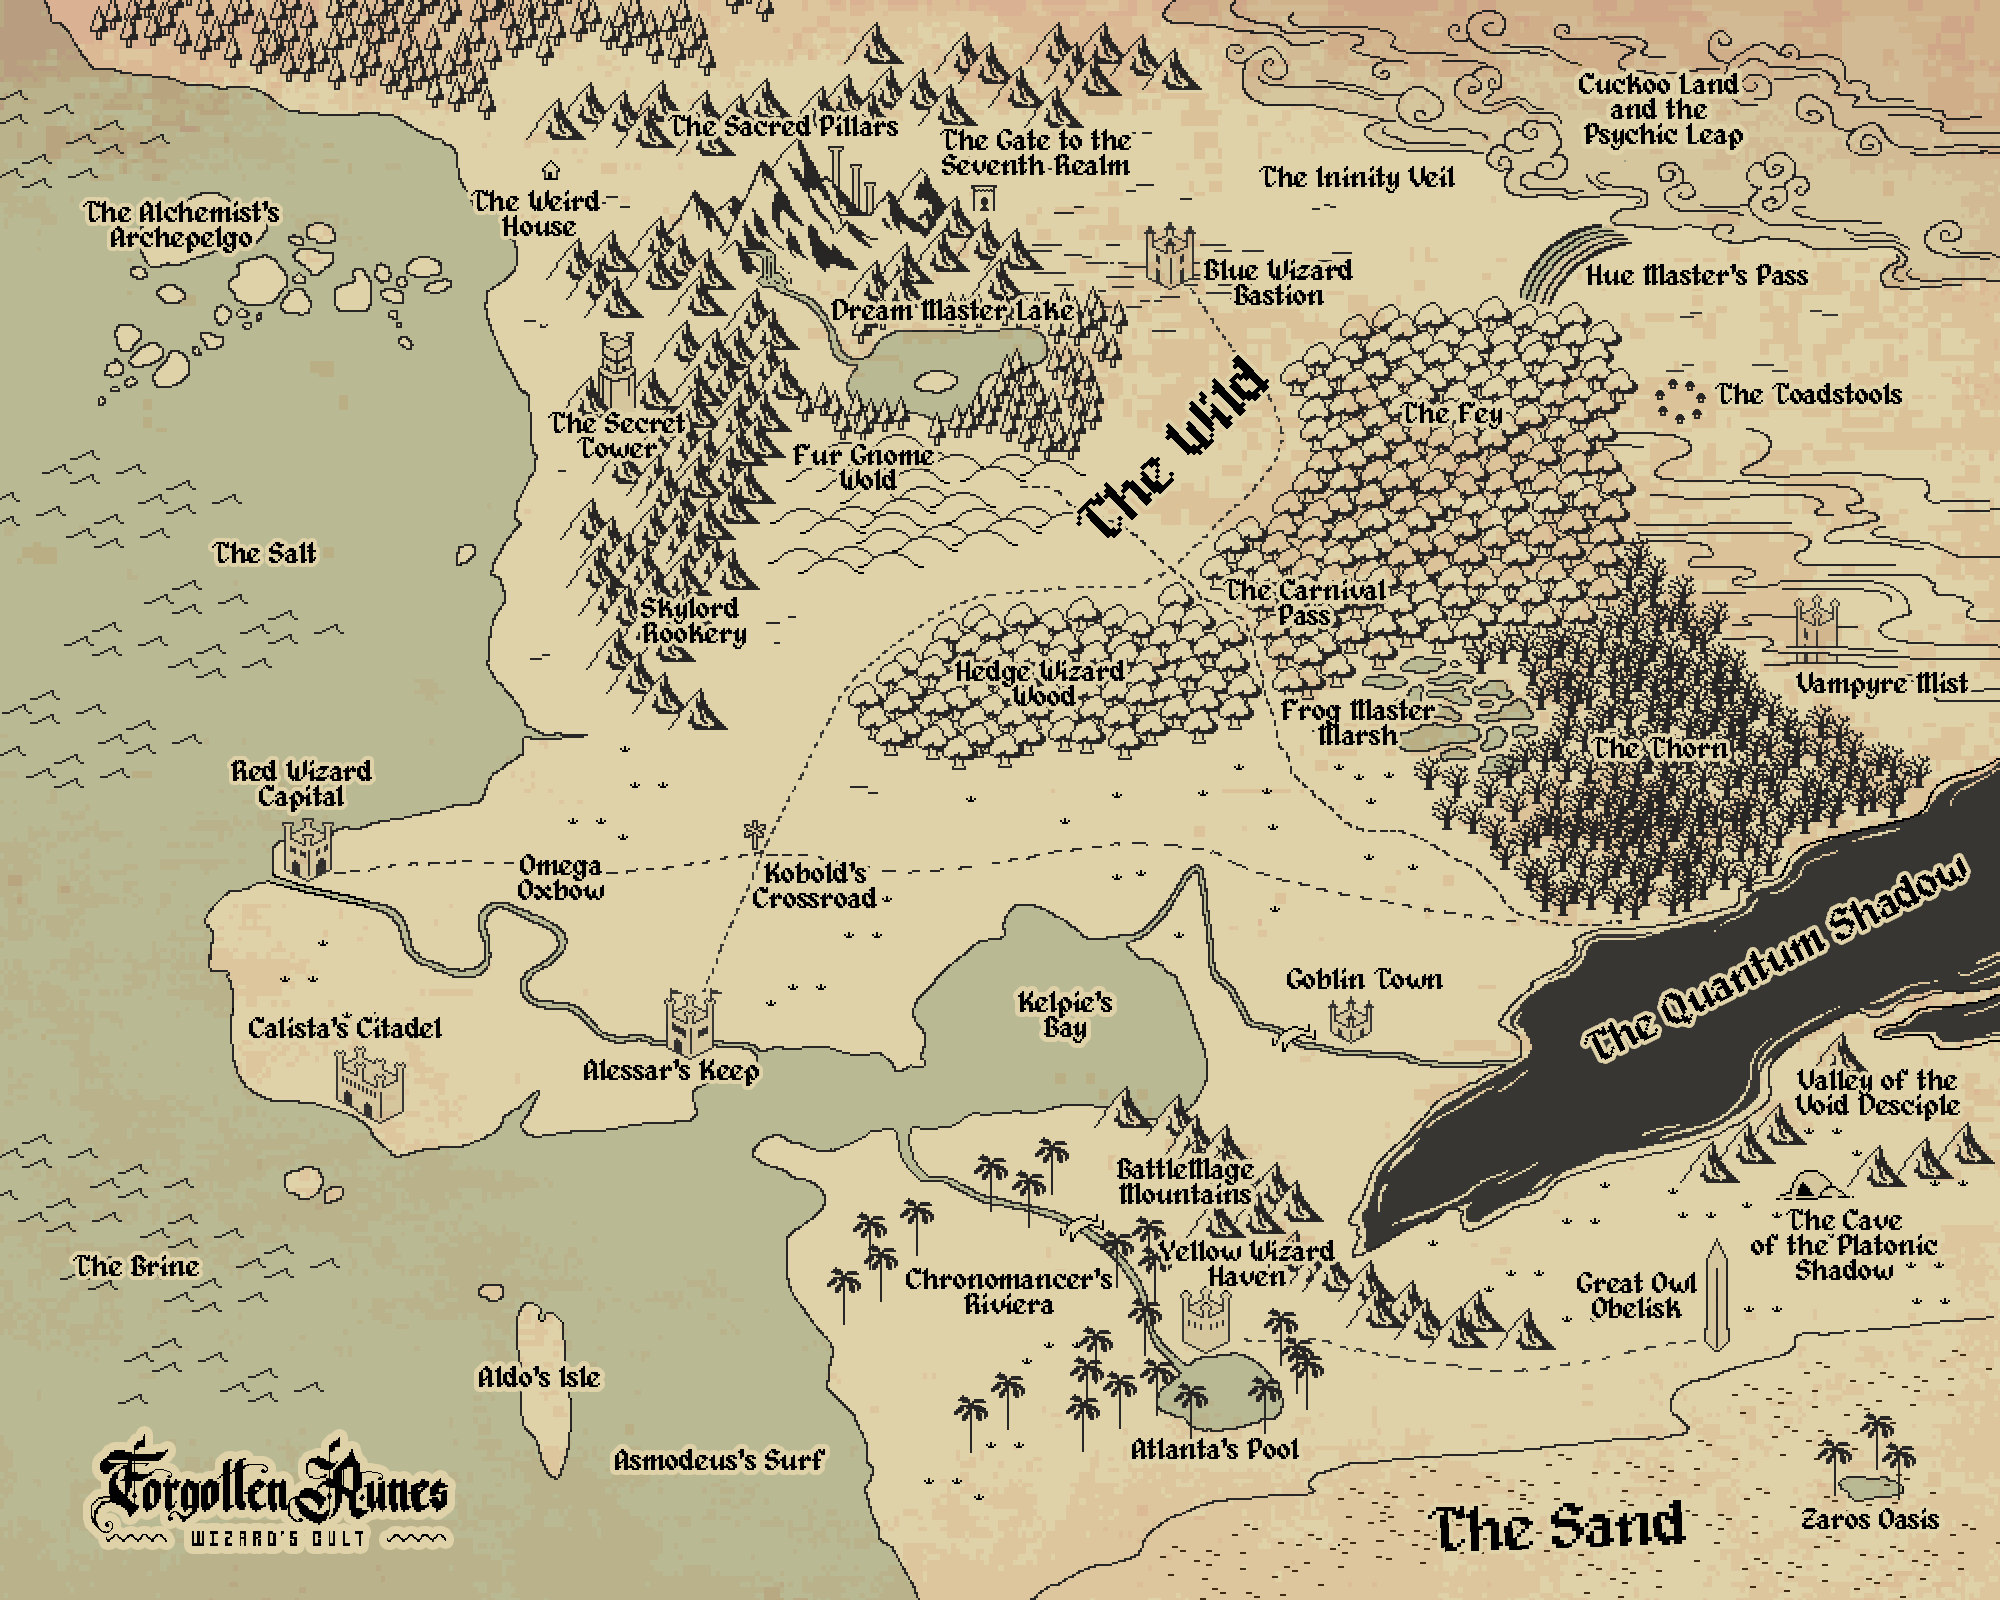 Cuckoo Land
and the
Psychic Leap
The Sacred Pillars
The Gate to the
Seventh Realm
The Ininity Veil
The Weird
House
The Alchemist's
Archepelgo
Blue Wizard
Bastion
Hue Master's Pass
Dream Master Lake
The Wild
The Fey
The Toadstools
The Secret
Tower
Fur Gnome
Wold
The Salt
Skylord
Rookery
The Carnival
Pass
Hedge Wizard
Wood
Frog Master
Marsh
Vampyre Mist
The Thorn
Red Wizard
Capital
Omega
Oxbow
Kobold's
Crossroad
The Quantum Shadow
Goblin Town
Kelpie's
Bay
Calista's Citadel
Alessar's Keep
Valley of the
Void Desciple
BattleMage
Mountains
The Cave
of the Platonic
Shadow
Yellow Wizard
Haven
The Brine
Chronomancer's
Riviera
Great Owl
Obelisk
Aldo's Isle
Atlanta's Pool
Asmodeus's Surf
Forgotten Runes
WIZARD'S CULT
The Sand
Zaros Oasis